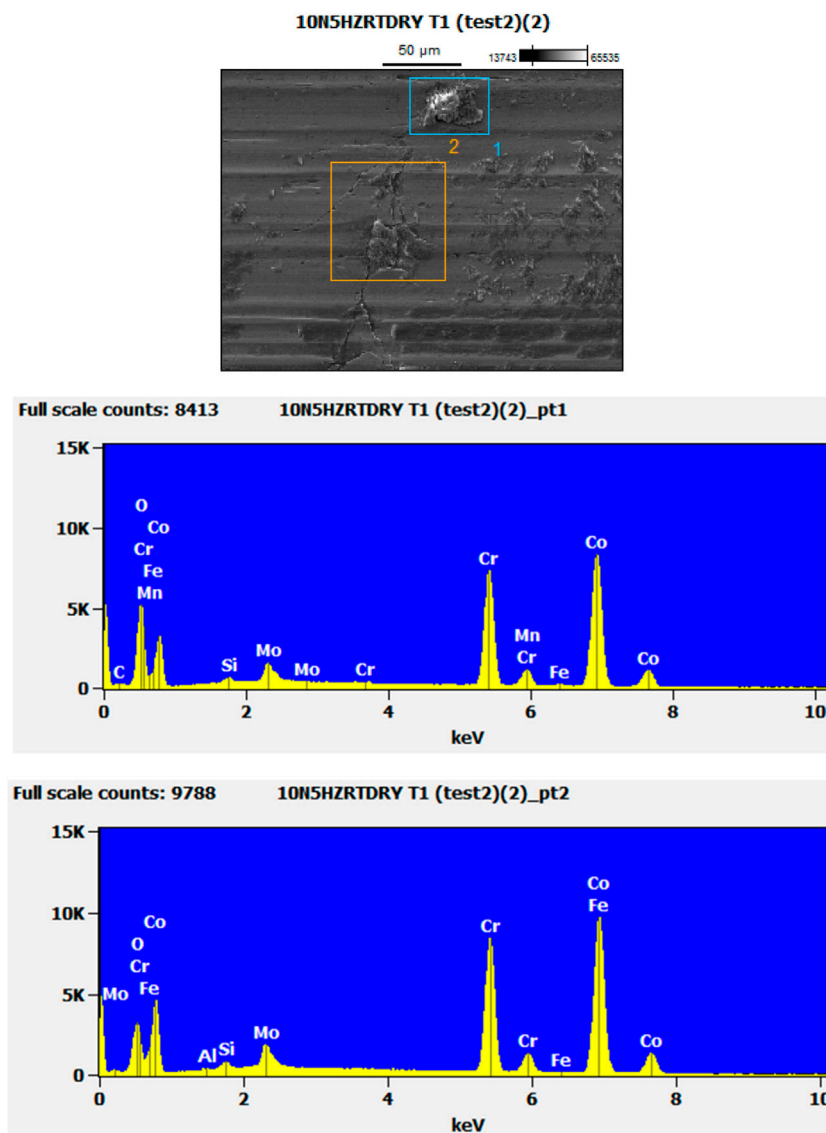 10N5HZRTDRY T1 (test2)(2)
50 µm
13743 65535
2 1
Full scale counts: 8413 10N5HZRTDRY T1 (test2)(2)_pt1
15K
10K
5K
0
O
Co
Cr
Fe
Mn
C
Si
Mo
Mo
Cr
Cr
Mn
Cr
Fe
Co
Co
0 2 4 6 8 10
keV
Full scale counts: 9788 10N5HZRTDRY T1 (test2)(2)_pt2
15K
10K
5K
0
Co
O
Cr
Mo
Fe
Al
Si
Mo
Cr
Cr
Fe
Co
Fe
Co
0 2 4 6 8 10
keV